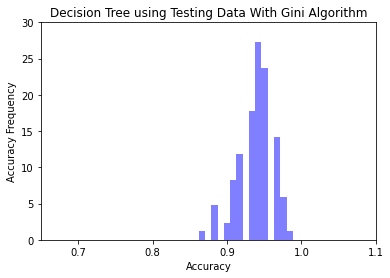 Decision Tree using Testing Data With Gini Algorithm
30
25
20
15
10
5
0
Accuracy Frequency
0.7 0.8 0.9 1.0 1.1
Accuracy